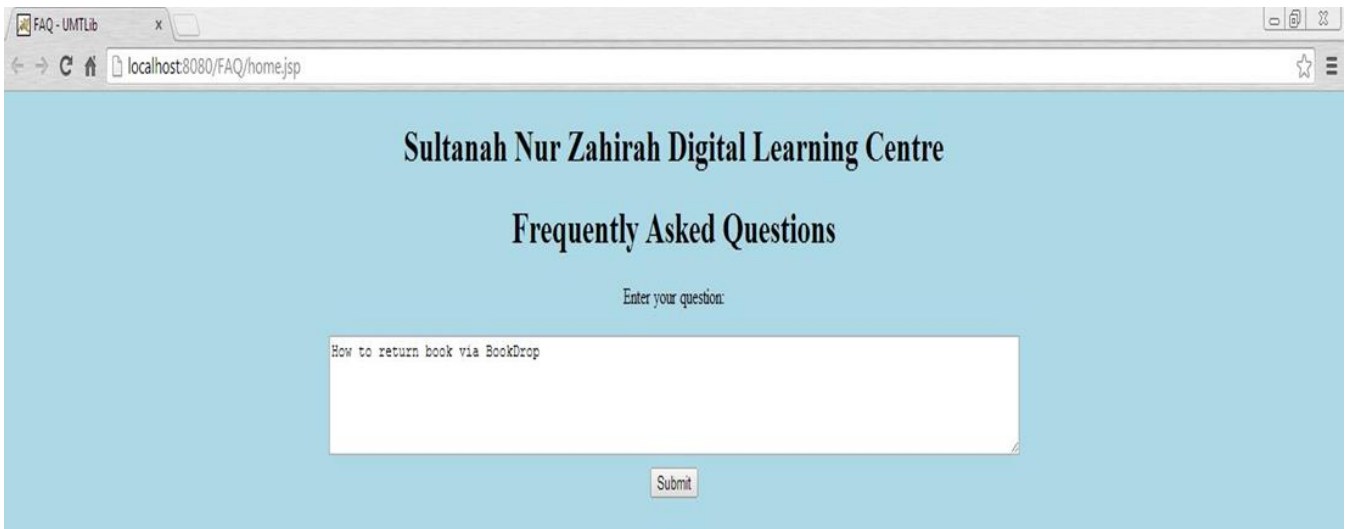 FAQ - UMTLib
localhost:8080/FAQ/home.jsp
Sultanah Nur Zahirah Digital Learning Centre
Frequently Asked Questions
Enter your question:
How to return book via BookDrop
Submit